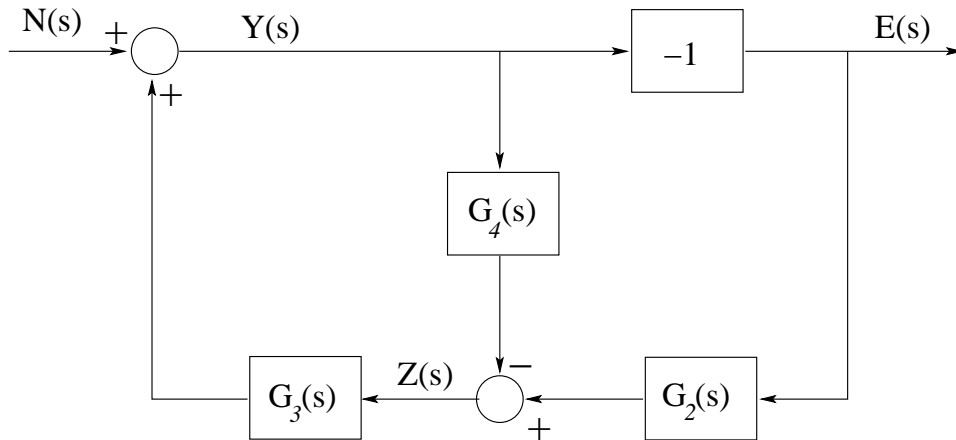 N(s) + Y(s) −1 E(s)
+
G4(s)
−
Z(s)
G3(s) + G2(s)